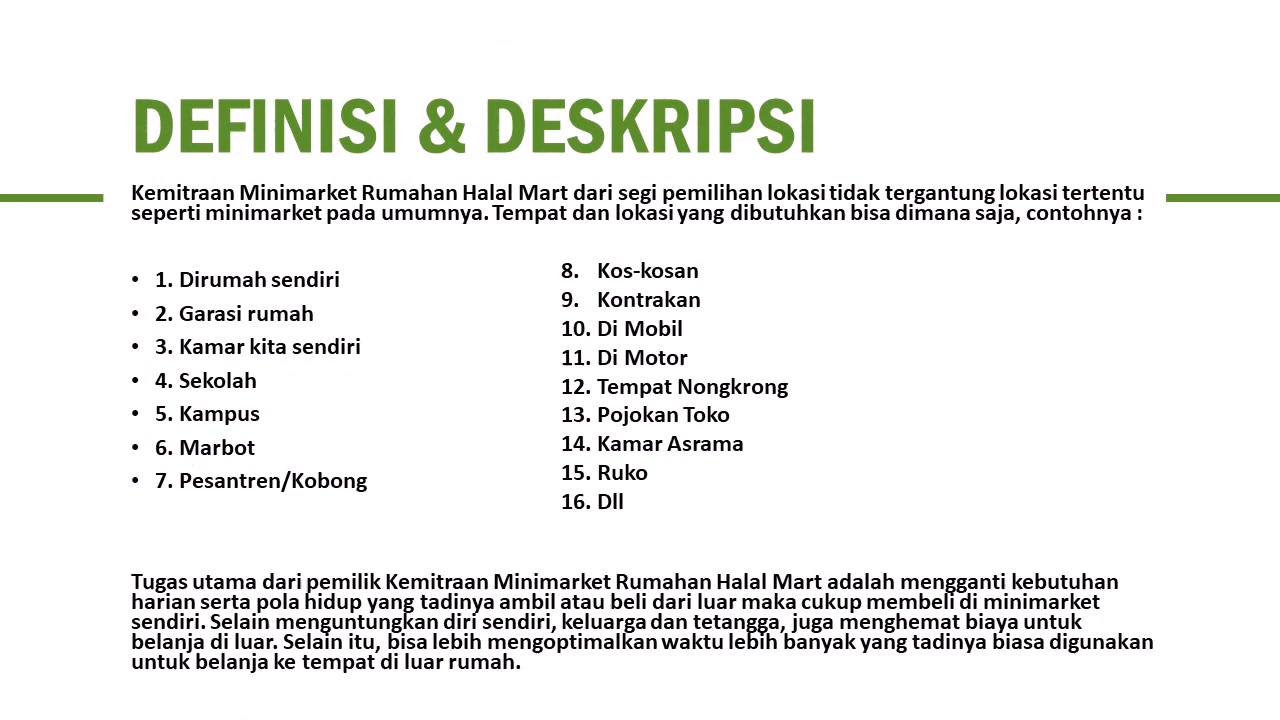 DEFINISI & DESKRIPSI
Kemitraan Minimarket Rumahan Halal Mart dari segi pemilihan lokasi tidak tergantung lokasi tertentu
seperti minimarket pada umumnya. Tempat dan lokasi yang dibutuhkan bisa dimana saja, contohnya :
• 1. Dirumah sendiri
• 2. Garasi rumah
• 3. Kamar kita sendiri
• 4. Sekolah
• 5. Kampus
• 6. Marbot
• 7. Pesantren/Kobong
8. Kos-kosan
9. Kontrakan
10. Di Mobil
11. Di Motor
12. Tempat Nongkrong
13. Pojokan Toko
14. Kamar Asrama
15. Ruko
16. Dll
Tugas utama dari pemilik Kemitraan Minimarket Rumahan Halal Mart adalah mengganti kebutuhan
harian serta pola hidup yang tadinya ambil atau beli dari luar maka cukup membeli di minimarket
sendiri. Selain menguntungkan diri sendiri, keluarga dan tetangga, juga menghemat biaya untuk
belanja di luar. Selain itu, bisa lebih mengoptimalkan waktu lebih banyak yang tadinya biasa digunakan
untuk belanja ke tempat di luar rumah.